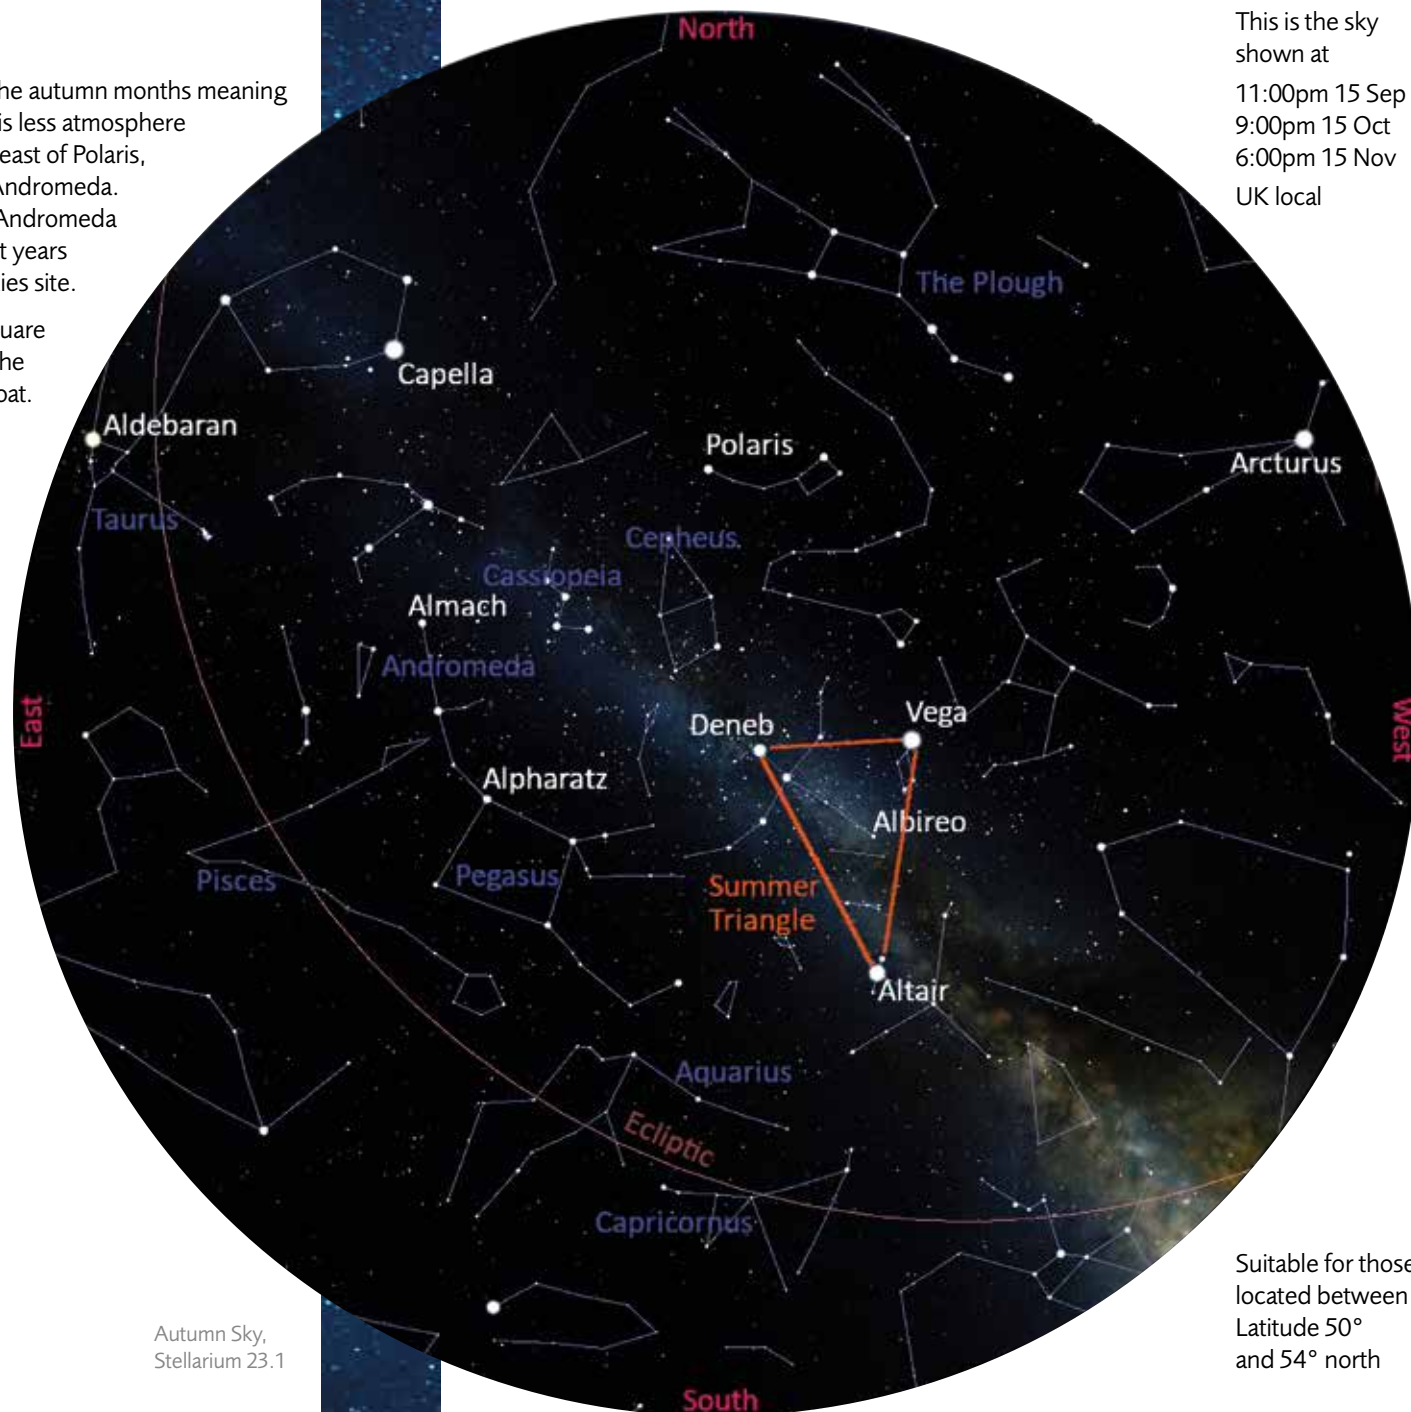 he autumn months meaning
is less atmosphere
east of Polaris,
Andromeda.
Andromeda
t years
ies site.
uare
he
oat.
This is the sky
shown at
11:00pm 15 Sep
9:00pm 15 Oct
6:00pm 15 Nov
UK local
North
The Plough
Capella
Aldebaran
Polaris
Arcturus
Taurus
Cepheus
Cassiopeia
Almach
Andromeda
East
Deneb
Vega
West
Alpharatz
Albireo
Pisces
Pegasus
Summer
Triangle
Altair
Aquarius
Ecliptic
Capricornus
South
Autumn Sky,
Stellarium 23.1
Suitable for those
located between
Latitude 50°
and 54° north